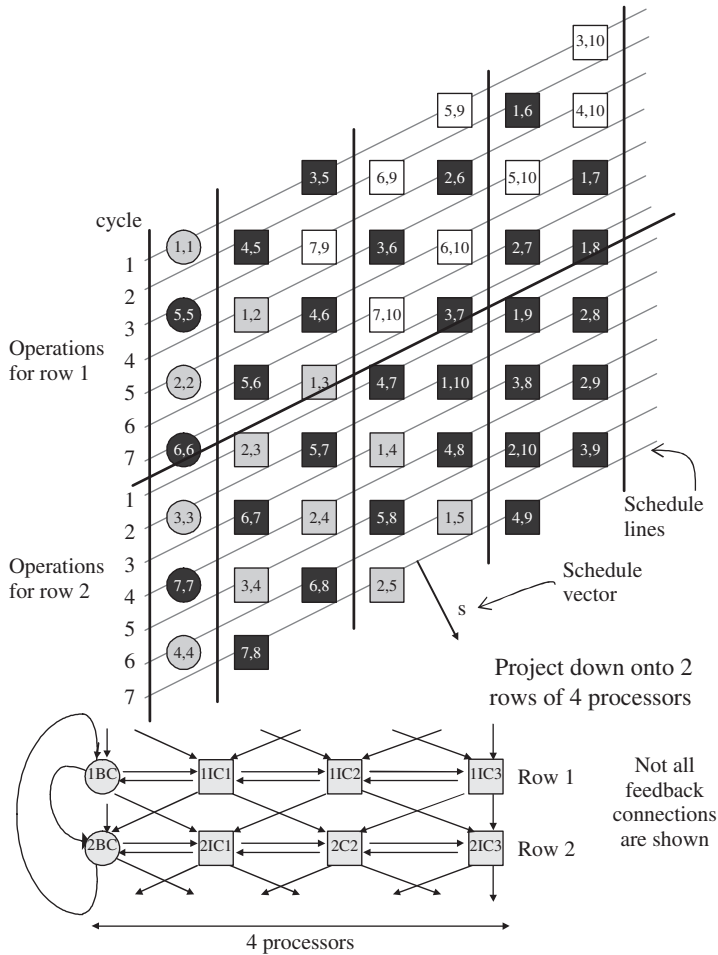 3,10
5,9 1,6 4,10
3,5 6,9 2,6 5,10 1,7
cycle
1,1 4,5 7,9 3,6 6,10 2,7 1,8
1
2
5,5 1,2 4,6 7,10 3,7 1,9 2,8
3
Operations
for row 1
4
2,2 5,6 1,3 4,7 1,10 3,8 2,9
5
6
6,6 2,3 5,7 1,4 4,8 2,10 3,9
7
1
Schedule
lines
3,3 6,7 2,4 5,8 1,5 4,9
2
3
Operations
for row 2
7,7 3,4 6,8 2,5
4
Schedule
vector
s
5
4,4 7,8
6
7
Project down onto 2
rows of 4 processors
1BC 1IC1 1IC2 1IC3 Row 1
2BC 2IC1 2C2 2IC3 Row 2
Not all
feedback
connections
are shown
4 processors